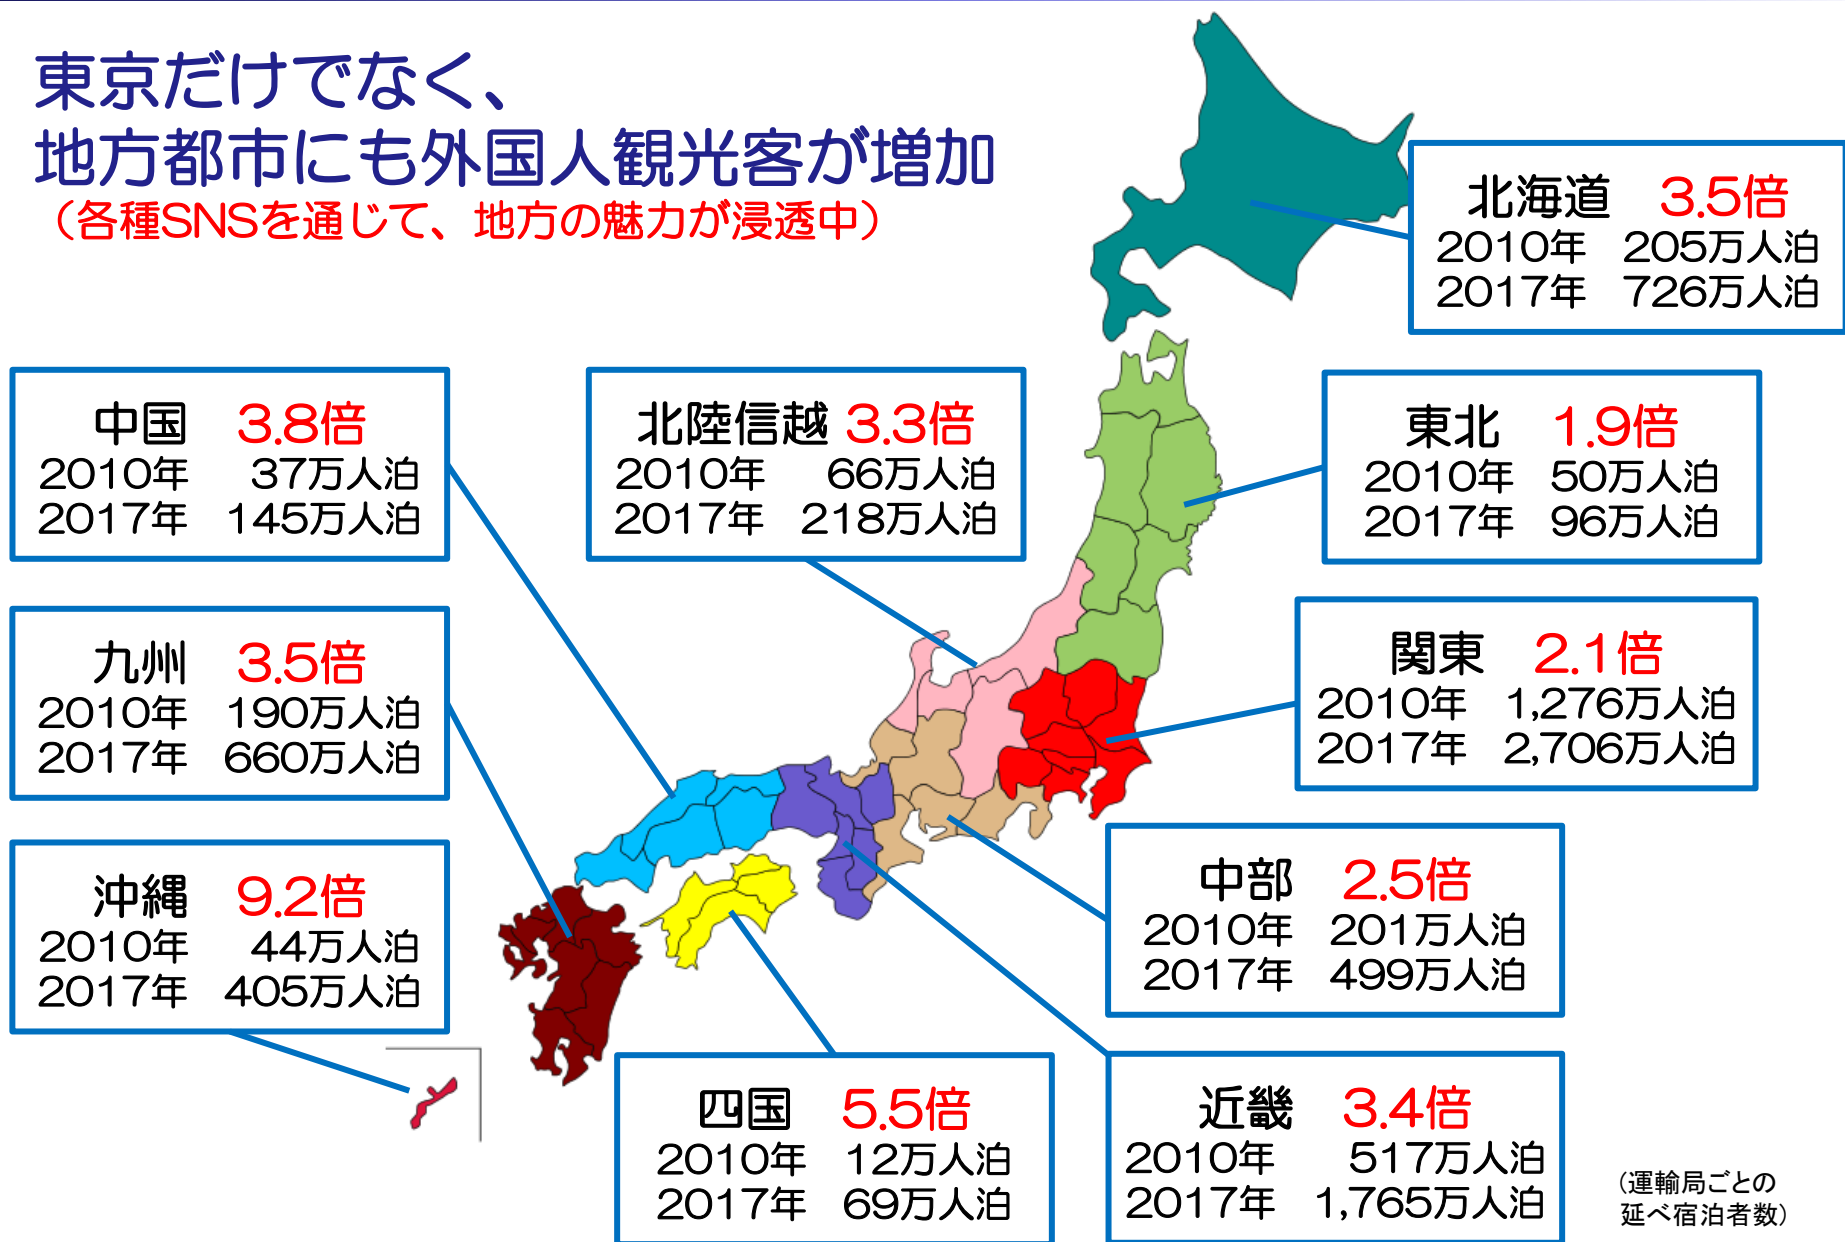 東京だけでなく、
地方都市にも外国人観光客が増加
（各種SNSを通じて、地方の魅力が浸透中）
北海道 3.5倍
2010年 205万人泊
2017年 726万人泊
中国 3.8倍
2010年 37万人泊
2017年 145万人泊
北陸信越 3.3倍
2010年 66万人泊
2017年 218万人泊
東北 1.9倍
2010年 50万人泊
2017年 96万人泊
九州 3.5倍
2010年 190万人泊
2017年 660万人泊
関東 2.1倍
2010年 1,276万人泊
2017年 2,706万人泊
沖縄 9.2倍
2010年 44万人泊
2017年 405万人泊
中部 2.5倍
2010年 201万人泊
2017年 499万人泊
四国 5.5倍
2010年 12万人泊
2017年 69万人泊
近畿 3.4倍
2010年 517万人泊
2017年 1,765万人泊
（運輸局ごとの
延べ宿泊者数）